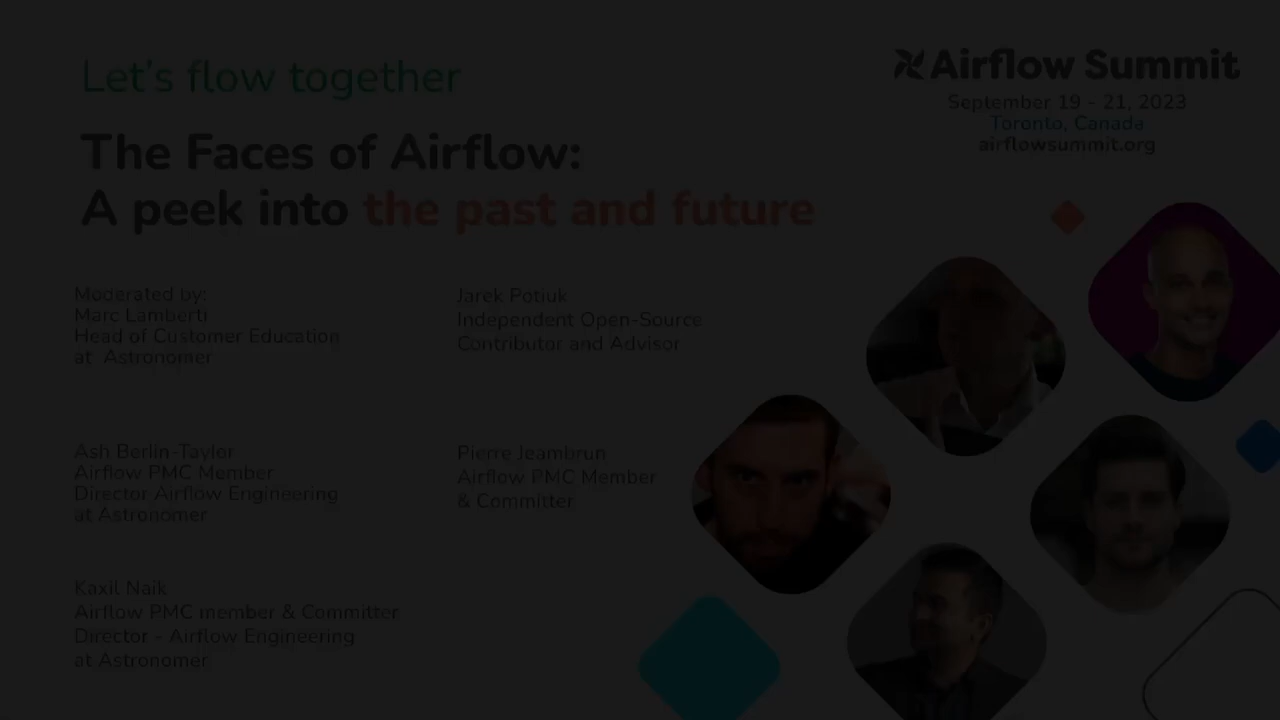 Let's flow together
The Faces of Airflow:
A peek into the past and future
Airflow Summit
September 19 - 21, 2023
Toronto, Canada
airflowsummit.org
Moderated by:
Marc Lamberti
Head of Customer Education
at Astronomer
Jarek Potiuk
Independent Open-Source
Contributor and Advisor
Ash Berlin-Taylor
Airflow PMC Member
Director Airflow Engineering
at Astronomer
Pierre Jeambrun
Airflow PMC Member
& Committer
Kaxil Naik
Airflow PMC member & Committer
Director - Airflow Engineering
at Astronomer